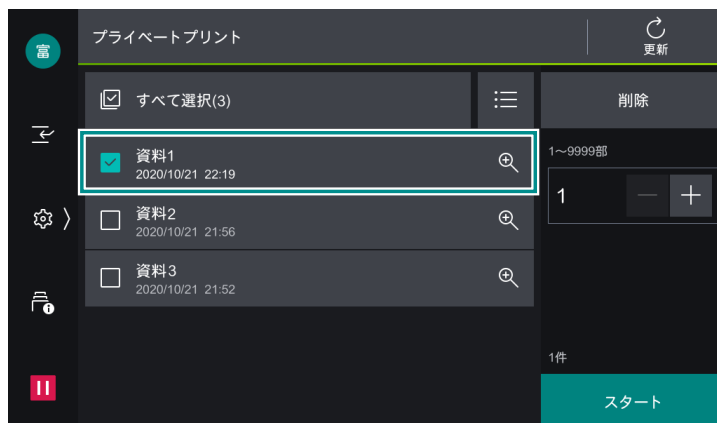 富
プライベートプリント
更新
すべて選択(3)
削除
資料1
2020/10/21 22:19
1〜9999部
1
資料2
2020/10/21 21:56
資料3
2020/10/21 21:52
1件
スタート